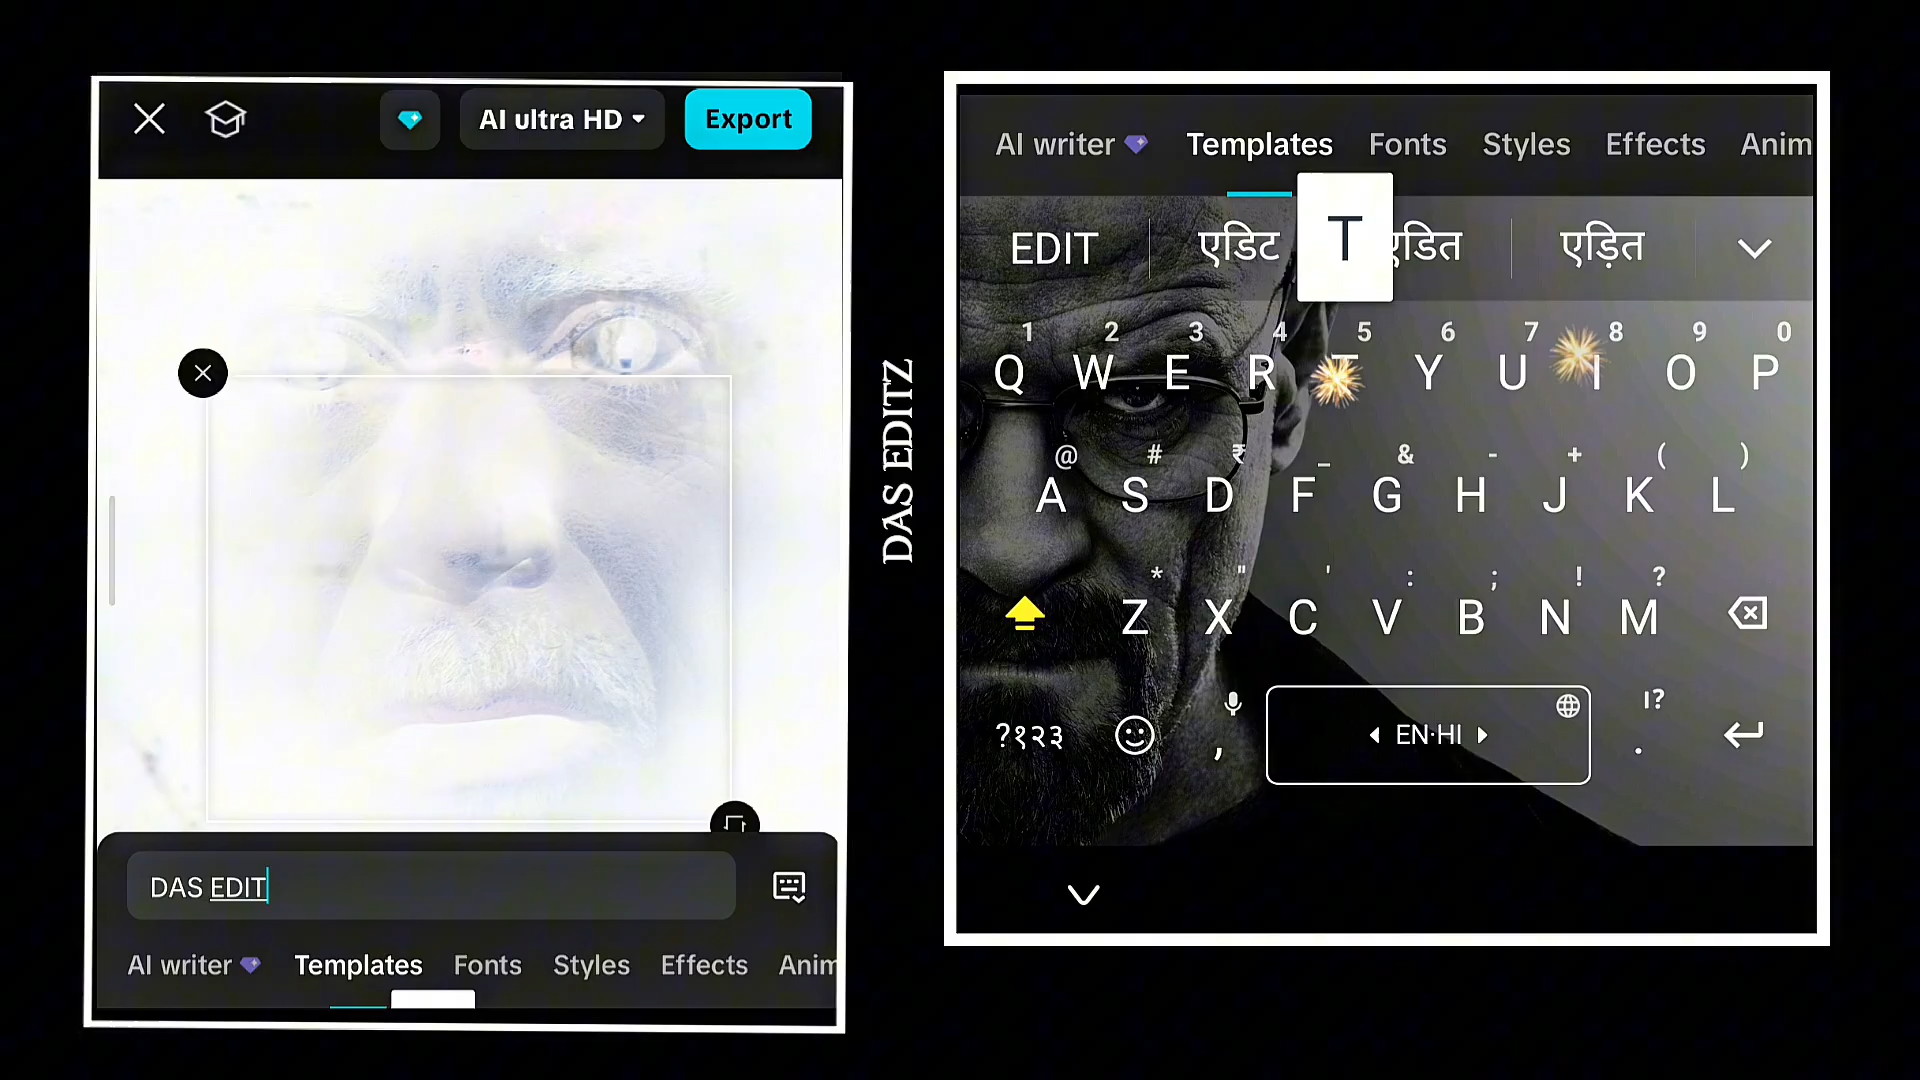 AI ultra HD
Export
DAS EDIT
AI writer Templates Fonts Styles Effects Anim
DAS EDITZ
AI writer Templates Fonts Styles Effects Anim
EDIT एडिट T एडित एड़ित
1 2 3 4 5 6 7 8 9 0
Q W E R T Y U I O P
@ # ₹ _ & - + ( )
A S D F G H J K L
* " ' : ; ! ?
Z X C V B N M
?१२३ , EN·HI . ।?